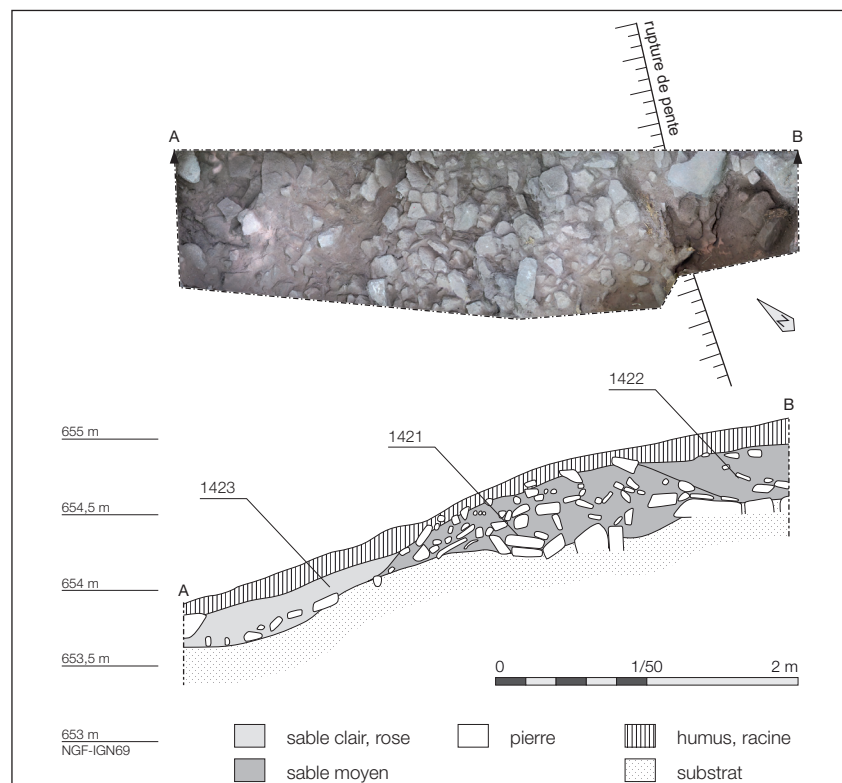 rupture de pente
A
B
N
1422
B
655 m
1421
1423
654,5 m
654 m
A
653,5 m
0
1/50
2 m
653 m
NGF-IGN69
sable clair, rose
pierre
humus, racine
sable moyen
substrat